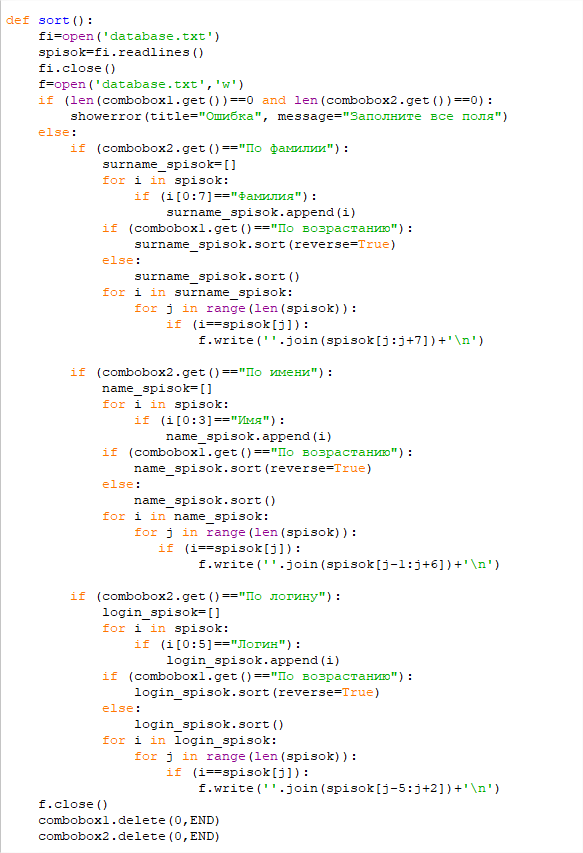 def sort():
    fi=open('database.txt')
    spisok=fi.readlines()
    fi.close()
    f=open('database.txt','w')
    if (len(combobox1.get())==0 and len(combobox2.get())==0):
        showerror(title="Ошибка", message="Заполните все поля")
    else:
        if (combobox2.get()=="По фамилии"):
            surname_spisok=[]
            for i in spisok:
                if (i[0:7]=="Фамилия"):
                    surname_spisok.append(i)
            if (combobox1.get()=="По возрастанию"):
                surname_spisok.sort(reverse=True)
            else:
                surname_spisok.sort()
            for i in surname_spisok:
                for j in range(len(spisok)):
                    if (i==spisok[j]):
                        f.write(''.join(spisok[j:j+7])+'\n')

        if (combobox2.get()=="По имени"):
            name_spisok=[]
            for i in spisok:
                if (i[0:3]=="Имя"):
                    name_spisok.append(i)
            if (combobox1.get()=="По возрастанию"):
                name_spisok.sort(reverse=True)
            else:
                name_spisok.sort()
            for i in name_spisok:
                for j in range(len(spisok)):
                   if (i==spisok[j]):
                        f.write(''.join(spisok[j-1:j+6])+'\n')

        if (combobox2.get()=="По логину"):
            login_spisok=[]
            for i in spisok:
                if (i[0:5]=="Логин"):
                    login_spisok.append(i)
            if (combobox1.get()=="По возрастанию"):
                login_spisok.sort(reverse=True)
            else:
                login_spisok.sort()
            for i in login_spisok:
                for j in range(len(spisok)):
                    if (i==spisok[j]):
                        f.write(''.join(spisok[j-5:j+2])+'\n')
    f.close()
    combobox1.delete(0,END)
    combobox2.delete(0,END)